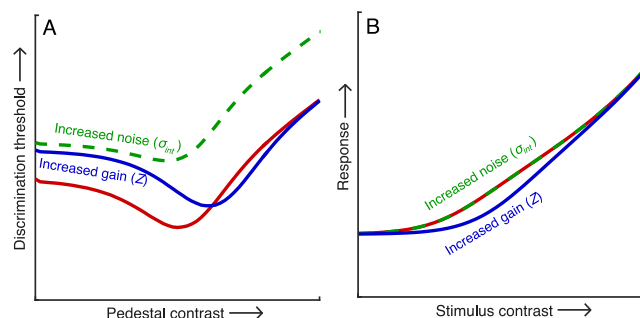 A
Discrimination threshold ⟶
Increased noise (σint)
Increased gain (Z)
Pedestal contrast ⟶
B
Response ⟶
Increased noise (σint)
Increased gain (Z)
Stimulus contrast ⟶